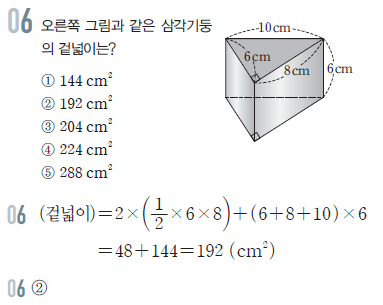 06 오른쪽 그림과 같은 삼각기둥
의 겉넓이는?
① 144 cm²
② 192 cm²
③ 204 cm²
④ 224 cm²
⑤ 288 cm²
10cm
6cm
8cm
6cm
06 (겉넓이)=2×(1/2×6×8)+(6+8+10)×6
=48+144=192 (cm²)
06 ②